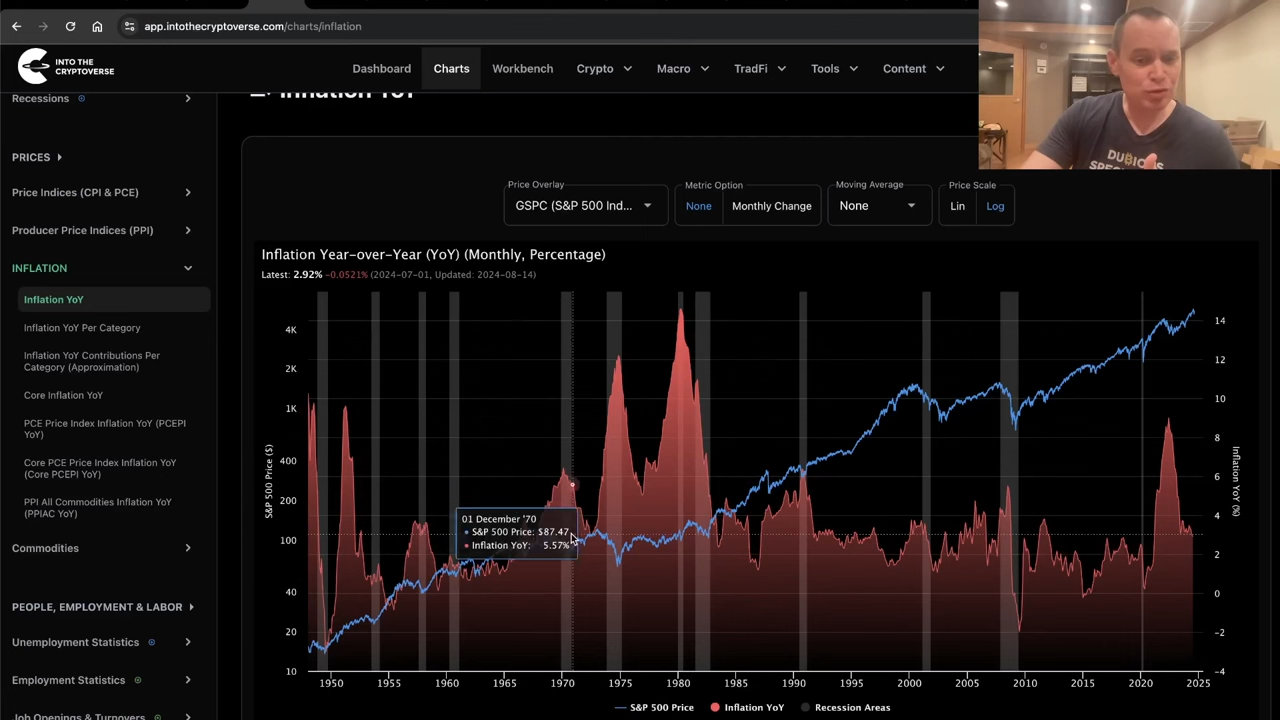 app.intothecryptoverse.com/charts/inflation
INTO THE
CRYPTOVERSE
Dashboard
Charts
Workbench
Crypto
Macro
TradFi
Tools
Content
Recessions
PRICES
Price Indices (CPI & PCE)
Producer Price Indices (PPI)
INFLATION
Inflation YoY
Inflation YoY Per Category
Inflation YoY Contributions Per
Category (Approximation)
Core Inflation YoY
PCE Price Index Inflation YoY (PCEPI
YoY)
Core PCE Price Index Inflation YoY
(Core PCEPI YoY)
PPI All Commodities Inflation YoY
(PPIAC YoY)
Commodities
PEOPLE, EMPLOYMENT & LABOR
Unemployment Statistics
Employment Statistics
Job Openings & Turnovers
Inflation YoY
Price Overlay
GSPC (S&P 500 Ind...
Metric Option
None
Monthly Change
Moving Average
None
Price Scale
Lin
Log
Inflation Year-over-Year (YoY) (Monthly, Percentage)
Latest: 2.92% -0.0521% (2024-07-01, Updated: 2024-08-14)
4K
2K
1K
400
200
100
40
20
10
S&P 500 Price ($)
01 December '70
S&P 500 Price: $87.47
Inflation YoY: 5.57%
14
12
10
8
6
4
2
0
−2
−4
Inflation YoY (%)
1950
1955
1960
1965
1970
1975
1980
1985
1990
1995
2000
2005
2010
2015
2020
2025
S&P 500 Price
Inflation YoY
Recession Areas